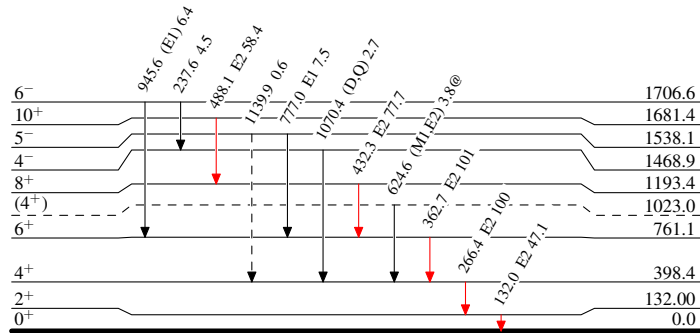 945.6 (E1) 6.4
237.6 4.5
488.1 E2 58.4
1139.9 0.6
777.0 E1 7.5
1070.4 (D,Q) 2.7
432.3 E2 77.7
624.6 (M1,E2) 3.8@
362.7 E2 101
266.4 E2 100
132.0 E2 47.1
6⁻ 1706.6
10⁺ 1681.4
5⁻ 1538.1
4⁻ 1468.9
8⁺ 1193.4
(4⁺) 1023.0
6⁺ 761.1
4⁺ 398.4
2⁺ 132.00
0⁺ 0.0